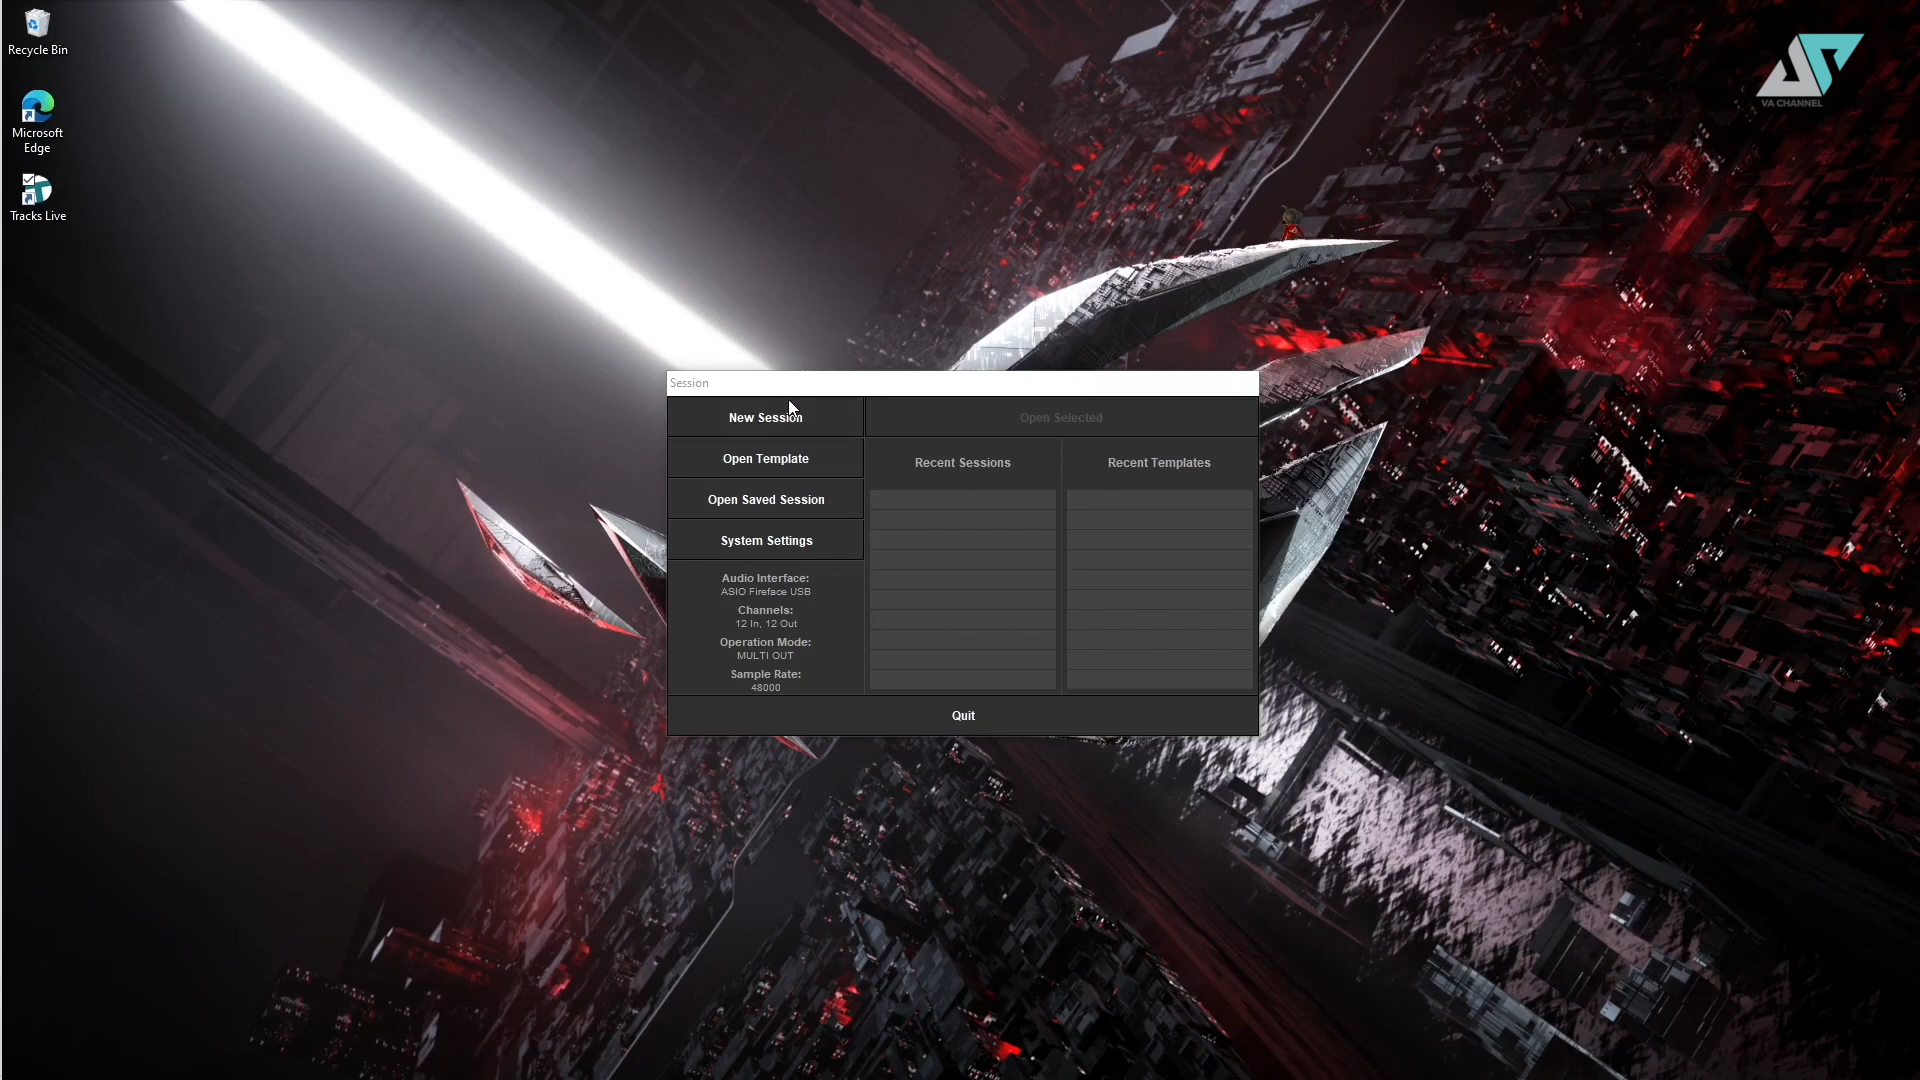 Recycle Bin
Microsoft
Edge
Tracks Live
VA CHANNEL
Session
New Session
Open Selected
Open Template
Recent Sessions
Recent Templates
Open Saved Session
System Settings
Audio Interface:
ASIO Fireface USB
Channels:
12 In, 12 Out
Operation Mode:
MULTI OUT
Sample Rate:
48000
Quit